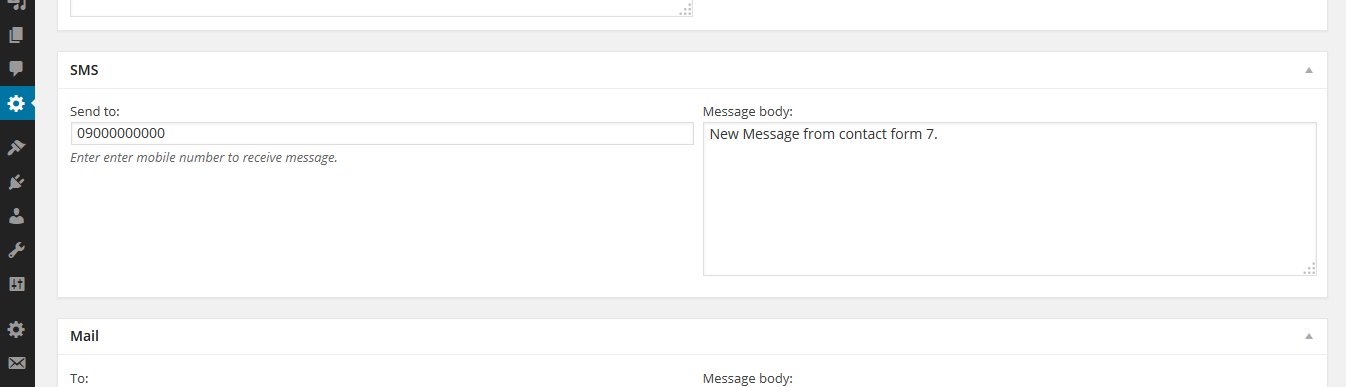 SMS
Send to:
Message body:
09000000000
New Message from contact form 7.
Enter enter mobile number to receive message.
Mail
To:
Message body: